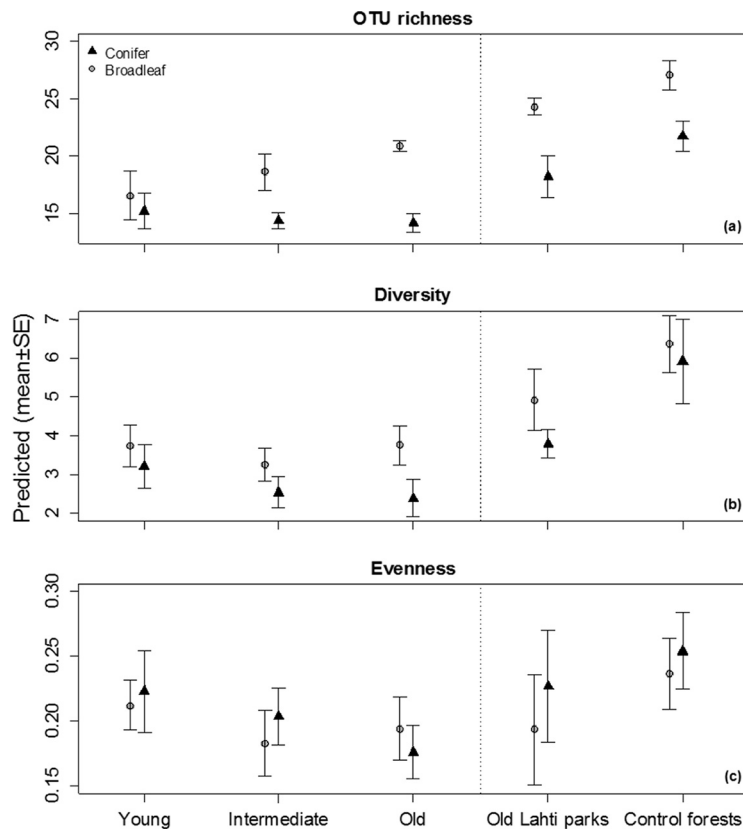 OTU richness
30
25
20
15
Conifer
Broadleaf
(a)
Diversity
7
6
5
4
3
2
(b)
Predicted (mean±SE)
Evenness
0.30
0.25
0.20
0.15
(c)
Young Intermediate Old Old Lahti parks Control forests